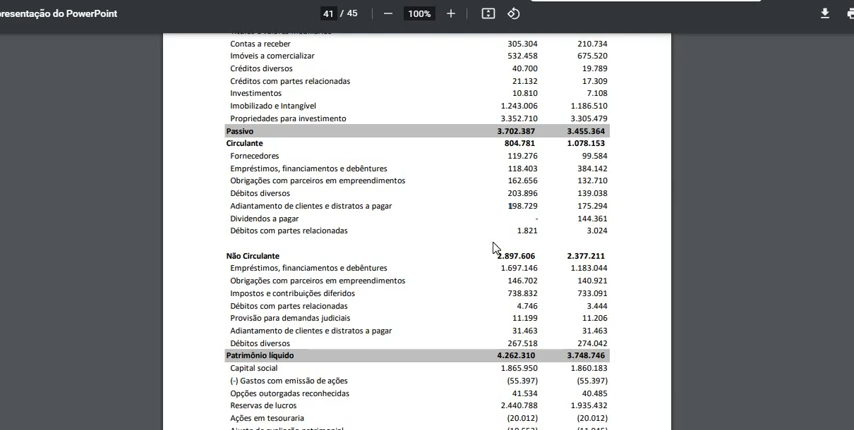 presentação do PowerPoint 41 / 45 100%
Contas a receber 305.304 210.734
Imóveis a comercializar 532.458 675.520
Créditos diversos 40.700 19.789
Créditos com partes relacionadas 21.132 17.309
Investimentos 10.810 7.108
Imobilizado e Intangível 1.243.006 1.186.510
Propriedades para investimento 3.352.710 3.305.479
Passivo 3.702.387 3.455.364
Circulante 804.781 1.078.153
Fornecedores 119.276 99.584
Empréstimos, financiamentos e debêntures 118.403 384.142
Obrigações com parceiros em empreendimentos 162.656 132.710
Débitos diversos 203.896 139.038
Adiantamento de clientes e distratos a pagar 198.729 175.294
Dividendos a pagar - 144.361
Débitos com partes relacionadas 1.821 3.024
Não Circulante 2.897.606 2.377.211
Empréstimos, financiamentos e debêntures 1.697.146 1.183.044
Obrigações com parceiros em empreendimentos 146.702 140.921
Impostos e contribuições diferidos 738.832 733.091
Débitos com partes relacionadas 4.746 3.444
Provisão para demandas judiciais 11.199 11.206
Adiantamento de clientes e distratos a pagar 31.463 31.463
Débitos diversos 267.518 274.042
Patrimônio líquido 4.262.310 3.748.746
Capital social 1.865.950 1.860.183
(-) Gastos com emissão de ações (55.397) (55.397)
Opções outorgadas reconhecidas 41.534 40.485
Reservas de lucros 2.440.788 1.935.432
Ações em tesouraria (20.012) (20.012)